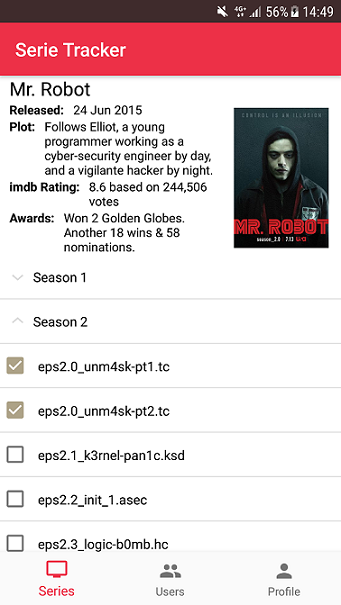 4G+ 56% 14:49
Serie Tracker
Mr. Robot
Released: 24 Jun 2015
Plot: Follows Elliot, a young
programmer working as a
cyber-security engineer by day,
and a vigilante hacker by night.
imdb Rating: 8.6 based on 244,506
votes
Awards: Won 2 Golden Globes.
Another 18 wins & 58
nominations.
CONTROL IS AN ILLUSION
MR. ROBOT
season_2.0 7.13 USA
Season 1
Season 2
eps2.0_unm4sk-pt1.tc
eps2.0_unm4sk-pt2.tc
eps2.1_k3rnel-pan1c.ksd
eps2.2_init_1.asec
eps2.3_logic-b0mb.hc
Series
Users
Profile